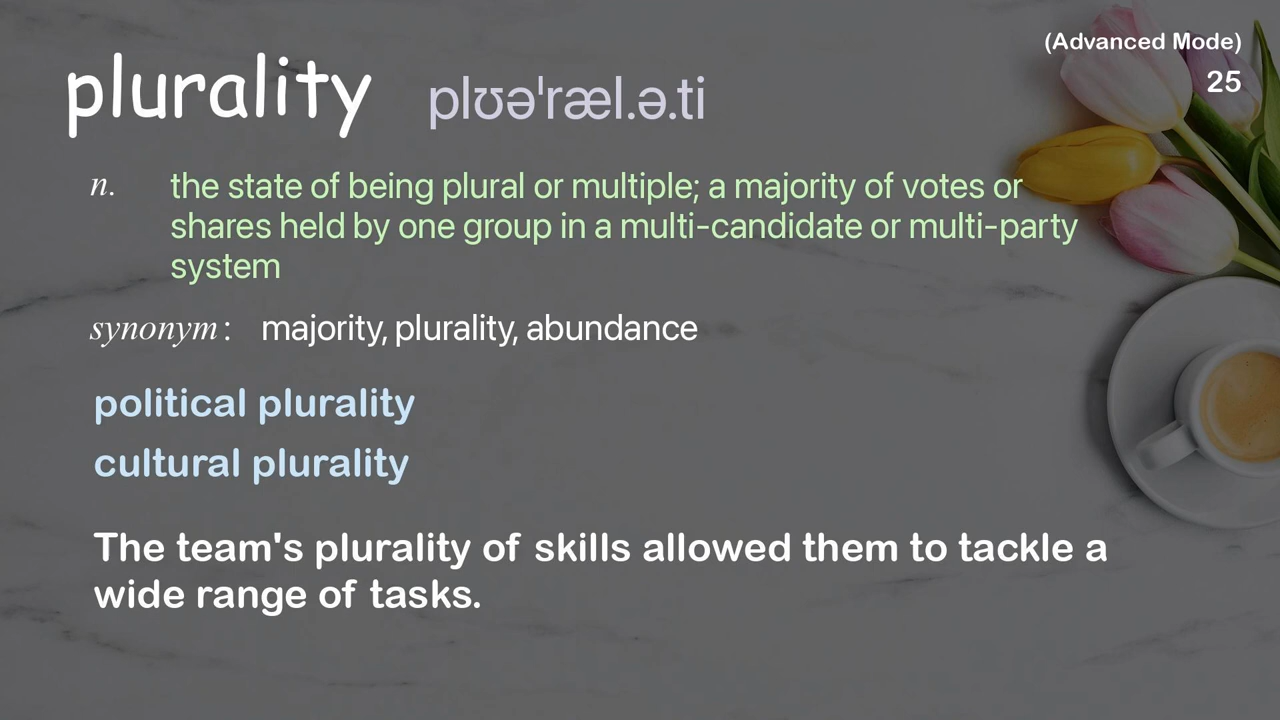 (Advanced Mode)
25
plurality plʊəˈræl.ə.ti
n. the state of being plural or multiple; a majority of votes or
shares held by one group in a multi-candidate or multi-party
system
synonym: majority, plurality, abundance
political plurality
cultural plurality
The team's plurality of skills allowed them to tackle a
wide range of tasks.